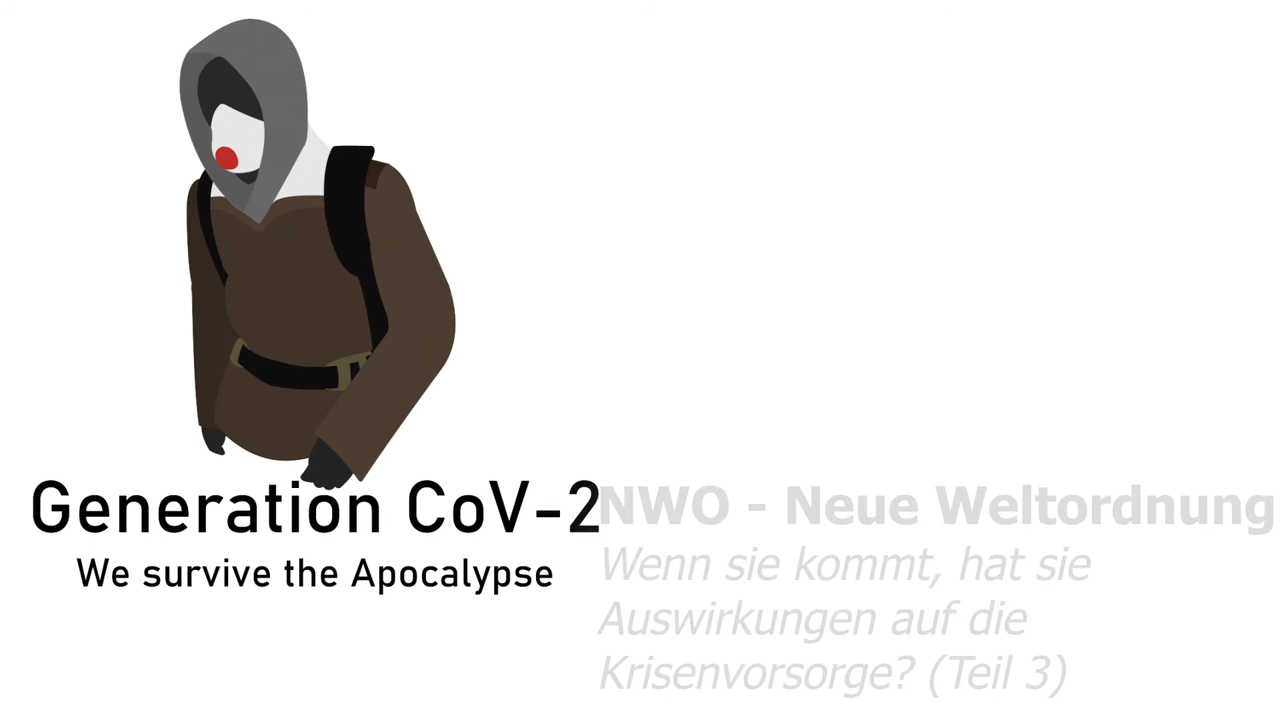 Generation CoV-2
We survive the Apocalypse
NWO - Neue Weltordnung
Wenn sie kommt, hat sie
Auswirkungen auf die
Krisenvorsorge? (Teil 3)